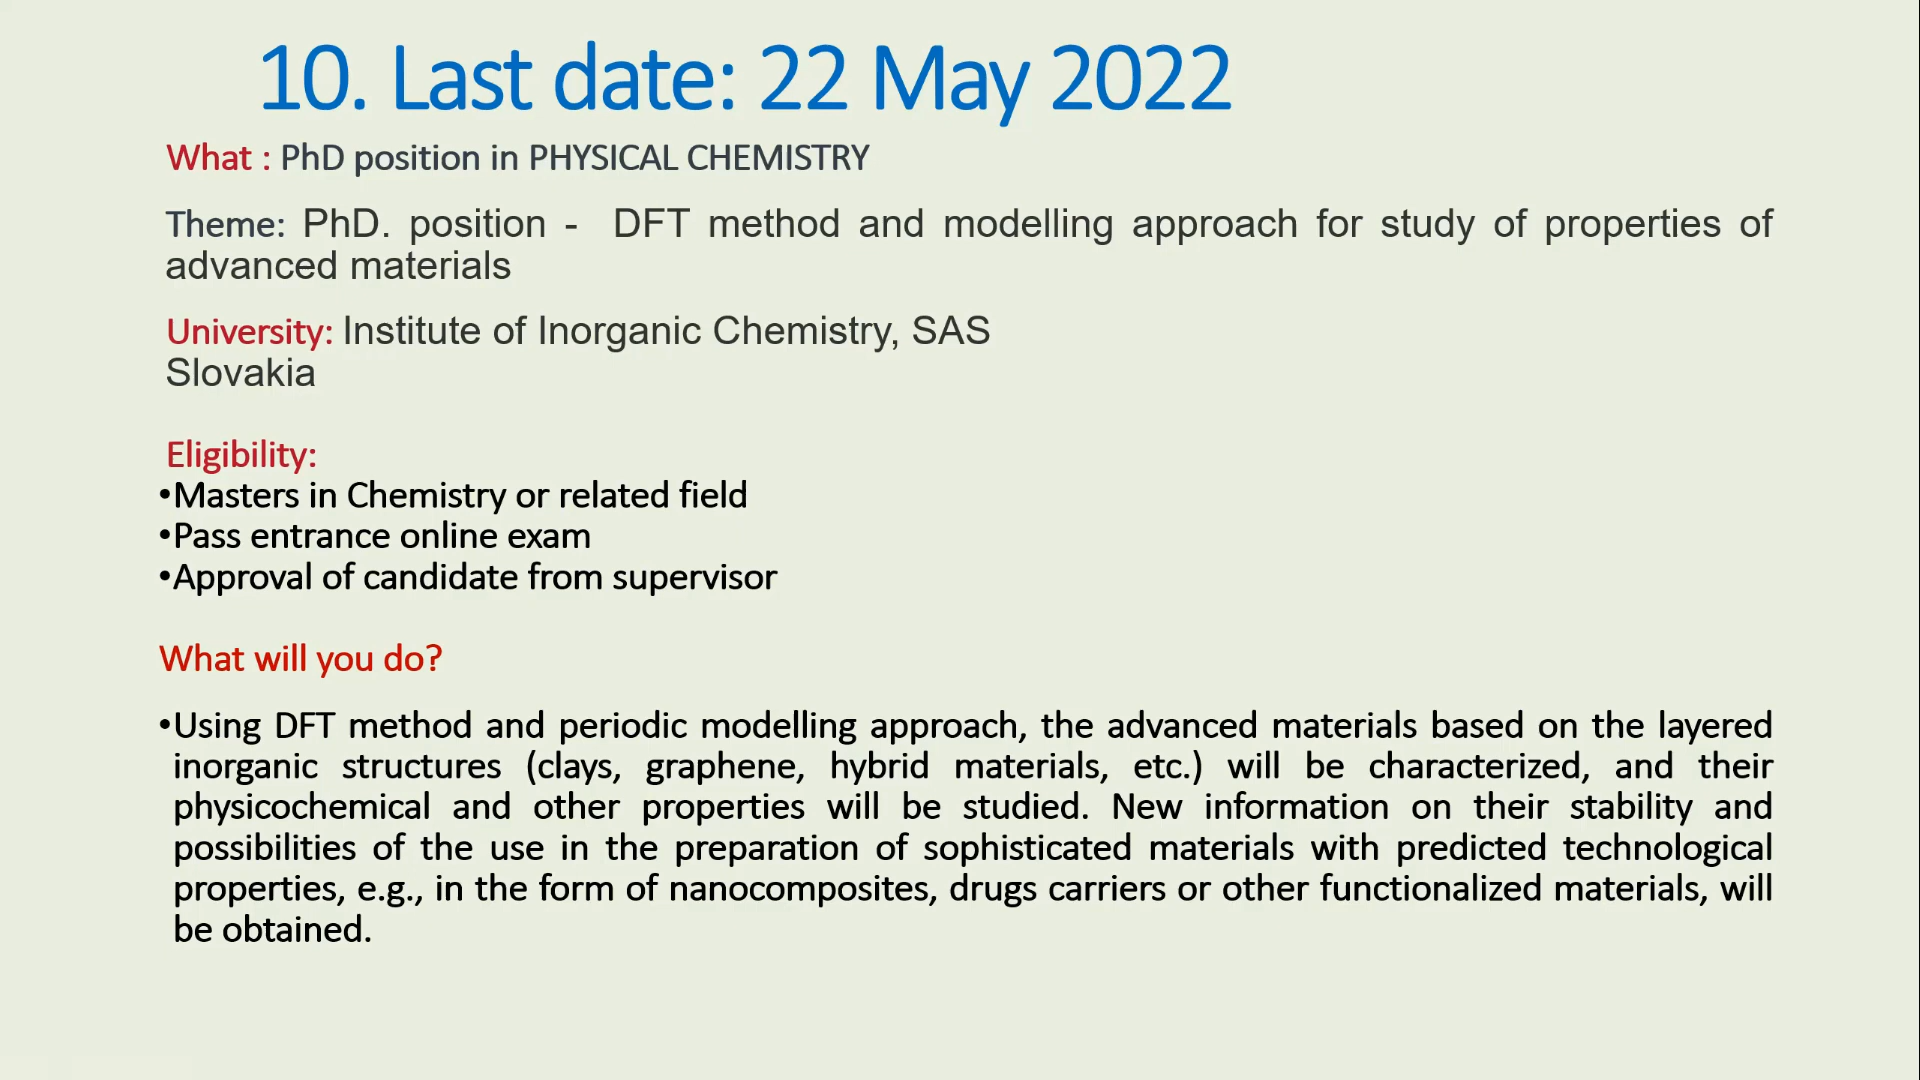 10. Last date: 22 May 2022
What : PhD position in PHYSICAL CHEMISTRY
Theme: PhD. position - DFT method and modelling approach for study of properties of
advanced materials
University: Institute of Inorganic Chemistry, SAS
Slovakia
Eligibility:
•Masters in Chemistry or related field
•Pass entrance online exam
•Approval of candidate from supervisor
What will you do?
•Using DFT method and periodic modelling approach, the advanced materials based on the layered
inorganic structures (clays, graphene, hybrid materials, etc.) will be characterized, and their
physicochemical and other properties will be studied. New information on their stability and
possibilities of the use in the preparation of sophisticated materials with predicted technological
properties, e.g., in the form of nanocomposites, drugs carriers or other functionalized materials, will
be obtained.